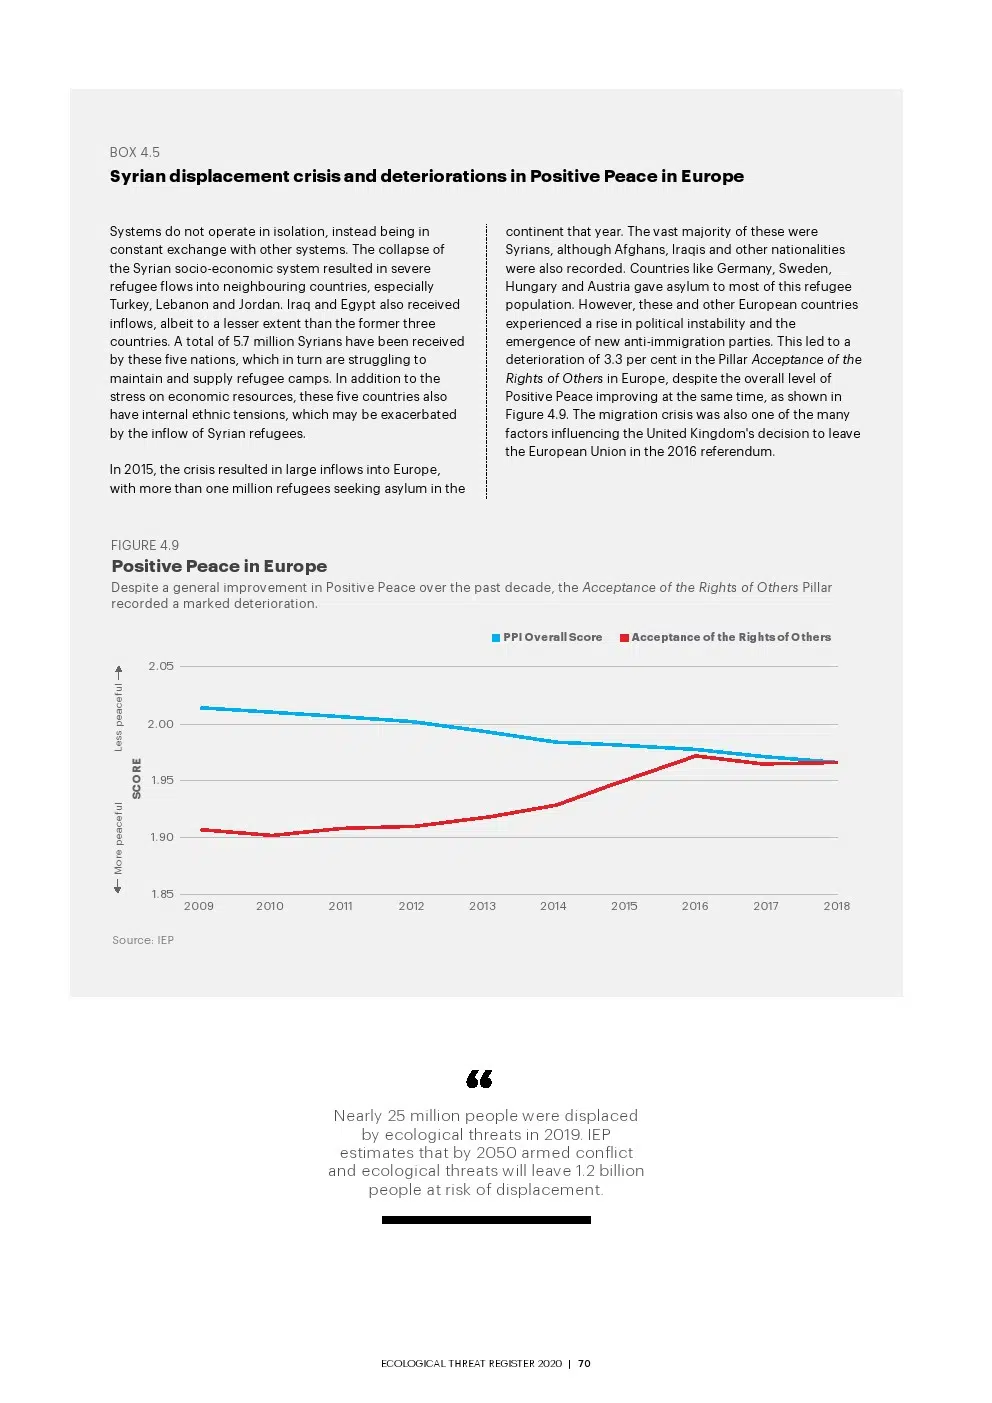 BOX 4.5
Syrian displacement crisis and deteriorations in Positive Peace in Europe
Systems do not operate in isolation, instead being in
constant exchange with other systems. The collapse of
the Syrian socio-economic system resulted in severe
refugee flows into neighbouring countries, especially
Turkey, Lebanon and Jordan. Iraq and Egypt also received
inflows, albeit to a lesser extent than the former three
countries. A total of 5.7 million Syrians have been received
by these five nations, which in turn are struggling to
maintain and supply refugee camps. In addition to the
stress on economic resources, these five countries also
have internal ethnic tensions, which may be exacerbated
by the inflow of Syrian refugees.
In 2015, the crisis resulted in large inflows into Europe,
with more than one million refugees seeking asylum in the
continent that year. The vast majority of these were
Syrians, although Afghans, Iraqis and other nationalities
were also recorded. Countries like Germany, Sweden,
Hungary and Austria gave asylum to most of this refugee
population. However, these and other European countries
experienced a rise in political instability and the
emergence of new anti-immigration parties. This led to a
deterioration of 3.3 per cent in the Pillar Acceptance of the
Rights of Others in Europe, despite the overall level of
Positive Peace improving at the same time, as shown in
Figure 4.9. The migration crisis was also one of the many
factors influencing the United Kingdom's decision to leave
the European Union in the 2016 referendum.
FIGURE 4.9
Positive Peace in Europe
Despite a general improvement in Positive Peace over the past decade, the Acceptance of the Rights of Others Pillar
recorded a marked deterioration.
PPI Overall Score
Acceptance of the Rights of Others
Less peaceful
More peaceful
SCORE
2.05
2.00
1.95
1.90
1.85
2009 2010 2011 2012 2013 2014 2015 2016 2017 2018
Source: IEP
“
Nearly 25 million people were displaced
by ecological threats in 2019. IEP
estimates that by 2050 armed conflict
and ecological threats will leave 1.2 billion
people at risk of displacement.
ECOLOGICAL THREAT REGISTER 2020 | 70